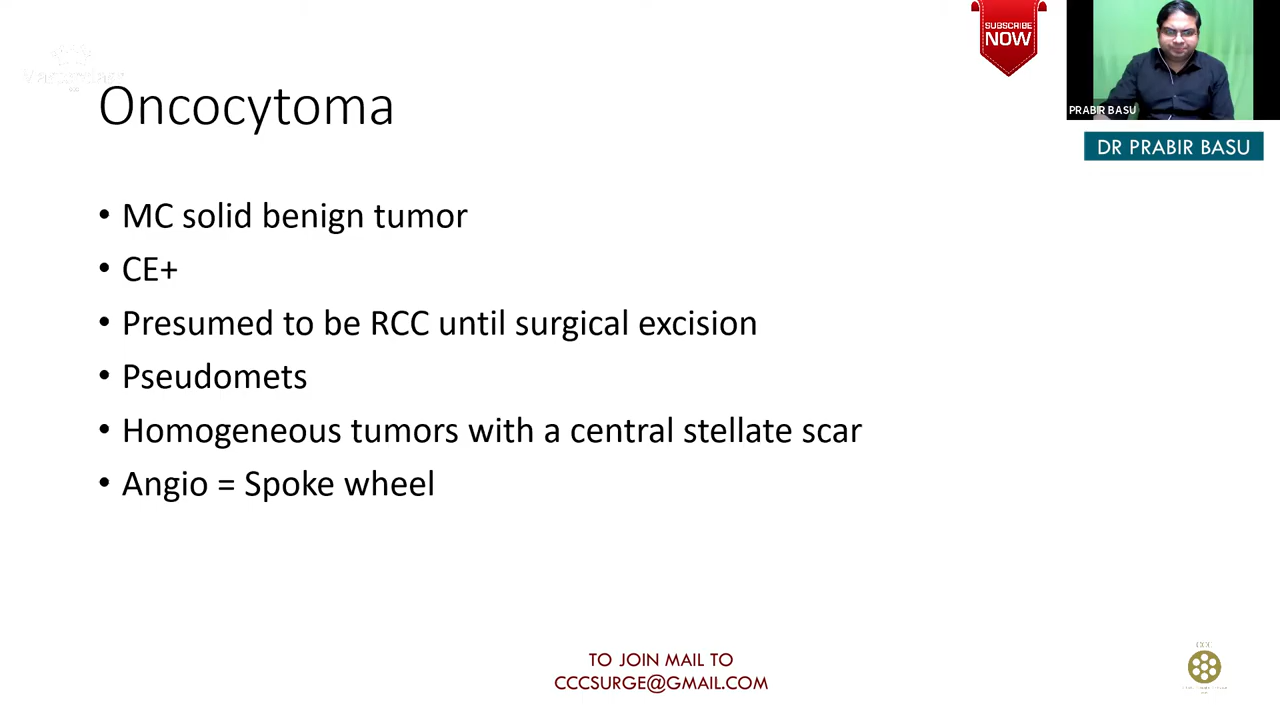 SUBSCRIBE
NOW
PRABIR BASU
DR PRABIR BASU
Oncocytoma
• MC solid benign tumor
• CE+
• Presumed to be RCC until surgical excision
• Pseudomets
• Homogeneous tumors with a central stellate scar
• Angio = Spoke wheel
TO JOIN MAIL TO
CCCSURGE@GMAIL.COM
CCC